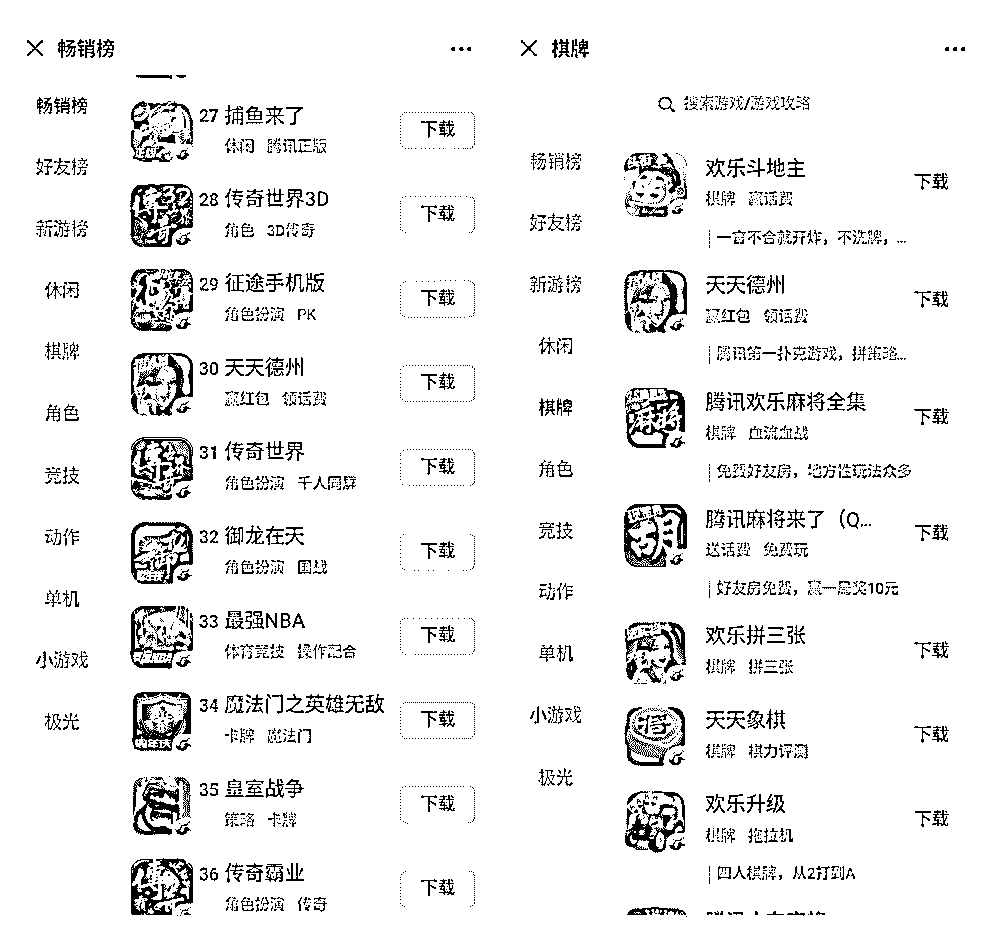 畅销榜
畅销榜
好友榜
新游榜
休闲
棋牌
角色
竞技
动作
单机
小游戏
极光
27 捕鱼来了
休闲 腾讯正版
下载
28 传奇世界3D
角色 3D传奇
下载
29 征途手机版
角色扮演 PK
下载
30 天天德州
赢红包 领话费
下载
31 传奇世界
角色扮演 千人同屏
下载
32 御龙在天
角色扮演 国战
下载
33 最强NBA
体育竞技 操作配合
下载
34 魔法门之英雄无敌
卡牌 魔法门
下载
35 皇室战争
策略 卡牌
下载
36 传奇霸业
角色扮演 传奇
下载
棋牌
搜索游戏/游戏攻略
畅销榜
好友榜
新游榜
休闲
棋牌
角色
竞技
动作
单机
小游戏
极光
欢乐斗地主
棋牌 赢话费
下载
一言不合就开炸，不洗牌，...
天天德州
赢红包 领话费
下载
腾讯第一扑克游戏，拼策略...
腾讯欢乐麻将全集
棋牌 血流血战
下载
免费好友房，地方性玩法众多
腾讯麻将来了（Q...
送话费 免费玩
下载
好友房免费，赢一局奖10元
欢乐拼三张
棋牌 拼三张
下载
天天象棋
棋牌 棋力评测
下载
欢乐升级
棋牌 拖拉机
下载
四人棋牌，从2打到A